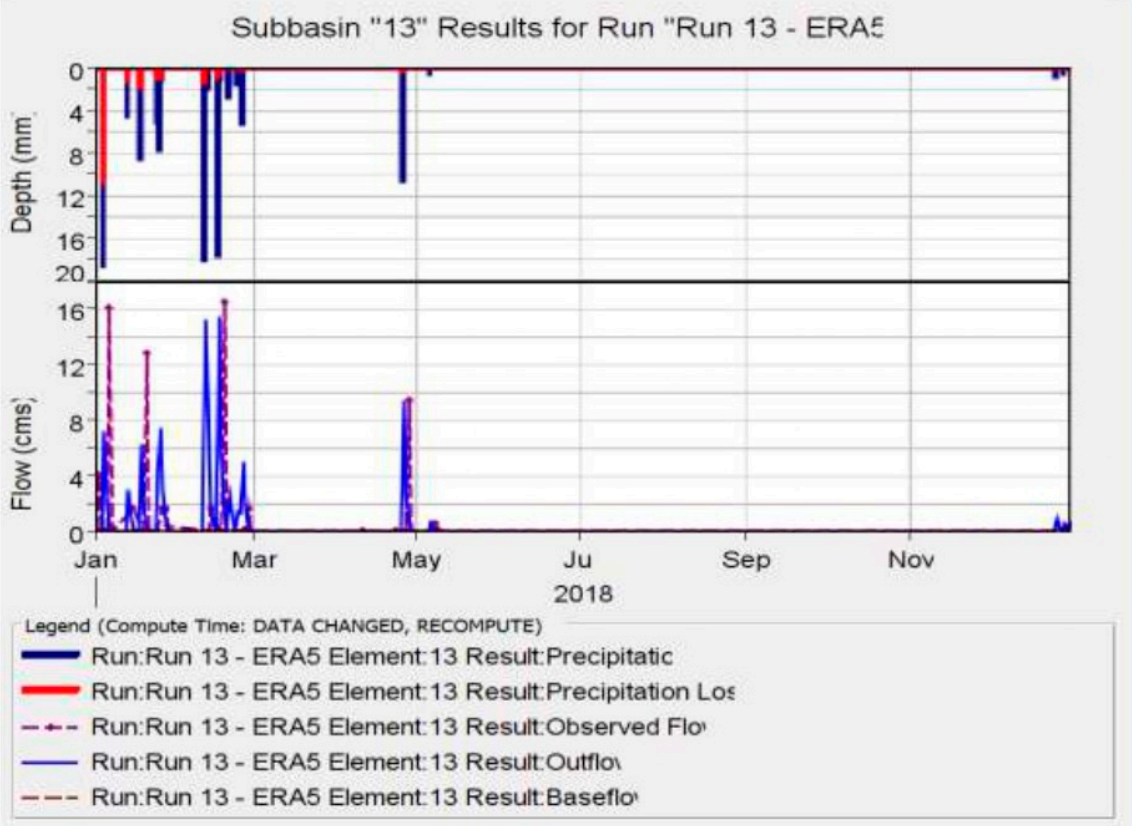 Subbasin "13" Results for Run "Run 13 - ERA5
0
4
8
12
16
20
Depth (mm)
16
12
8
4
0
Flow (cms)
Jan Mar May Ju Sep Nov
2018
Legend (Compute Time: DATA CHANGED, RECOMPUTE)
Run:Run 13 - ERA5 Element:13 Result:Precipitatic
Run:Run 13 - ERA5 Element:13 Result:Precipitation Los
Run:Run 13 - ERA5 Element:13 Result:Observed Flo
Run:Run 13 - ERA5 Element:13 Result:Outflo
Run:Run 13 - ERA5 Element:13 Result:Baseflo